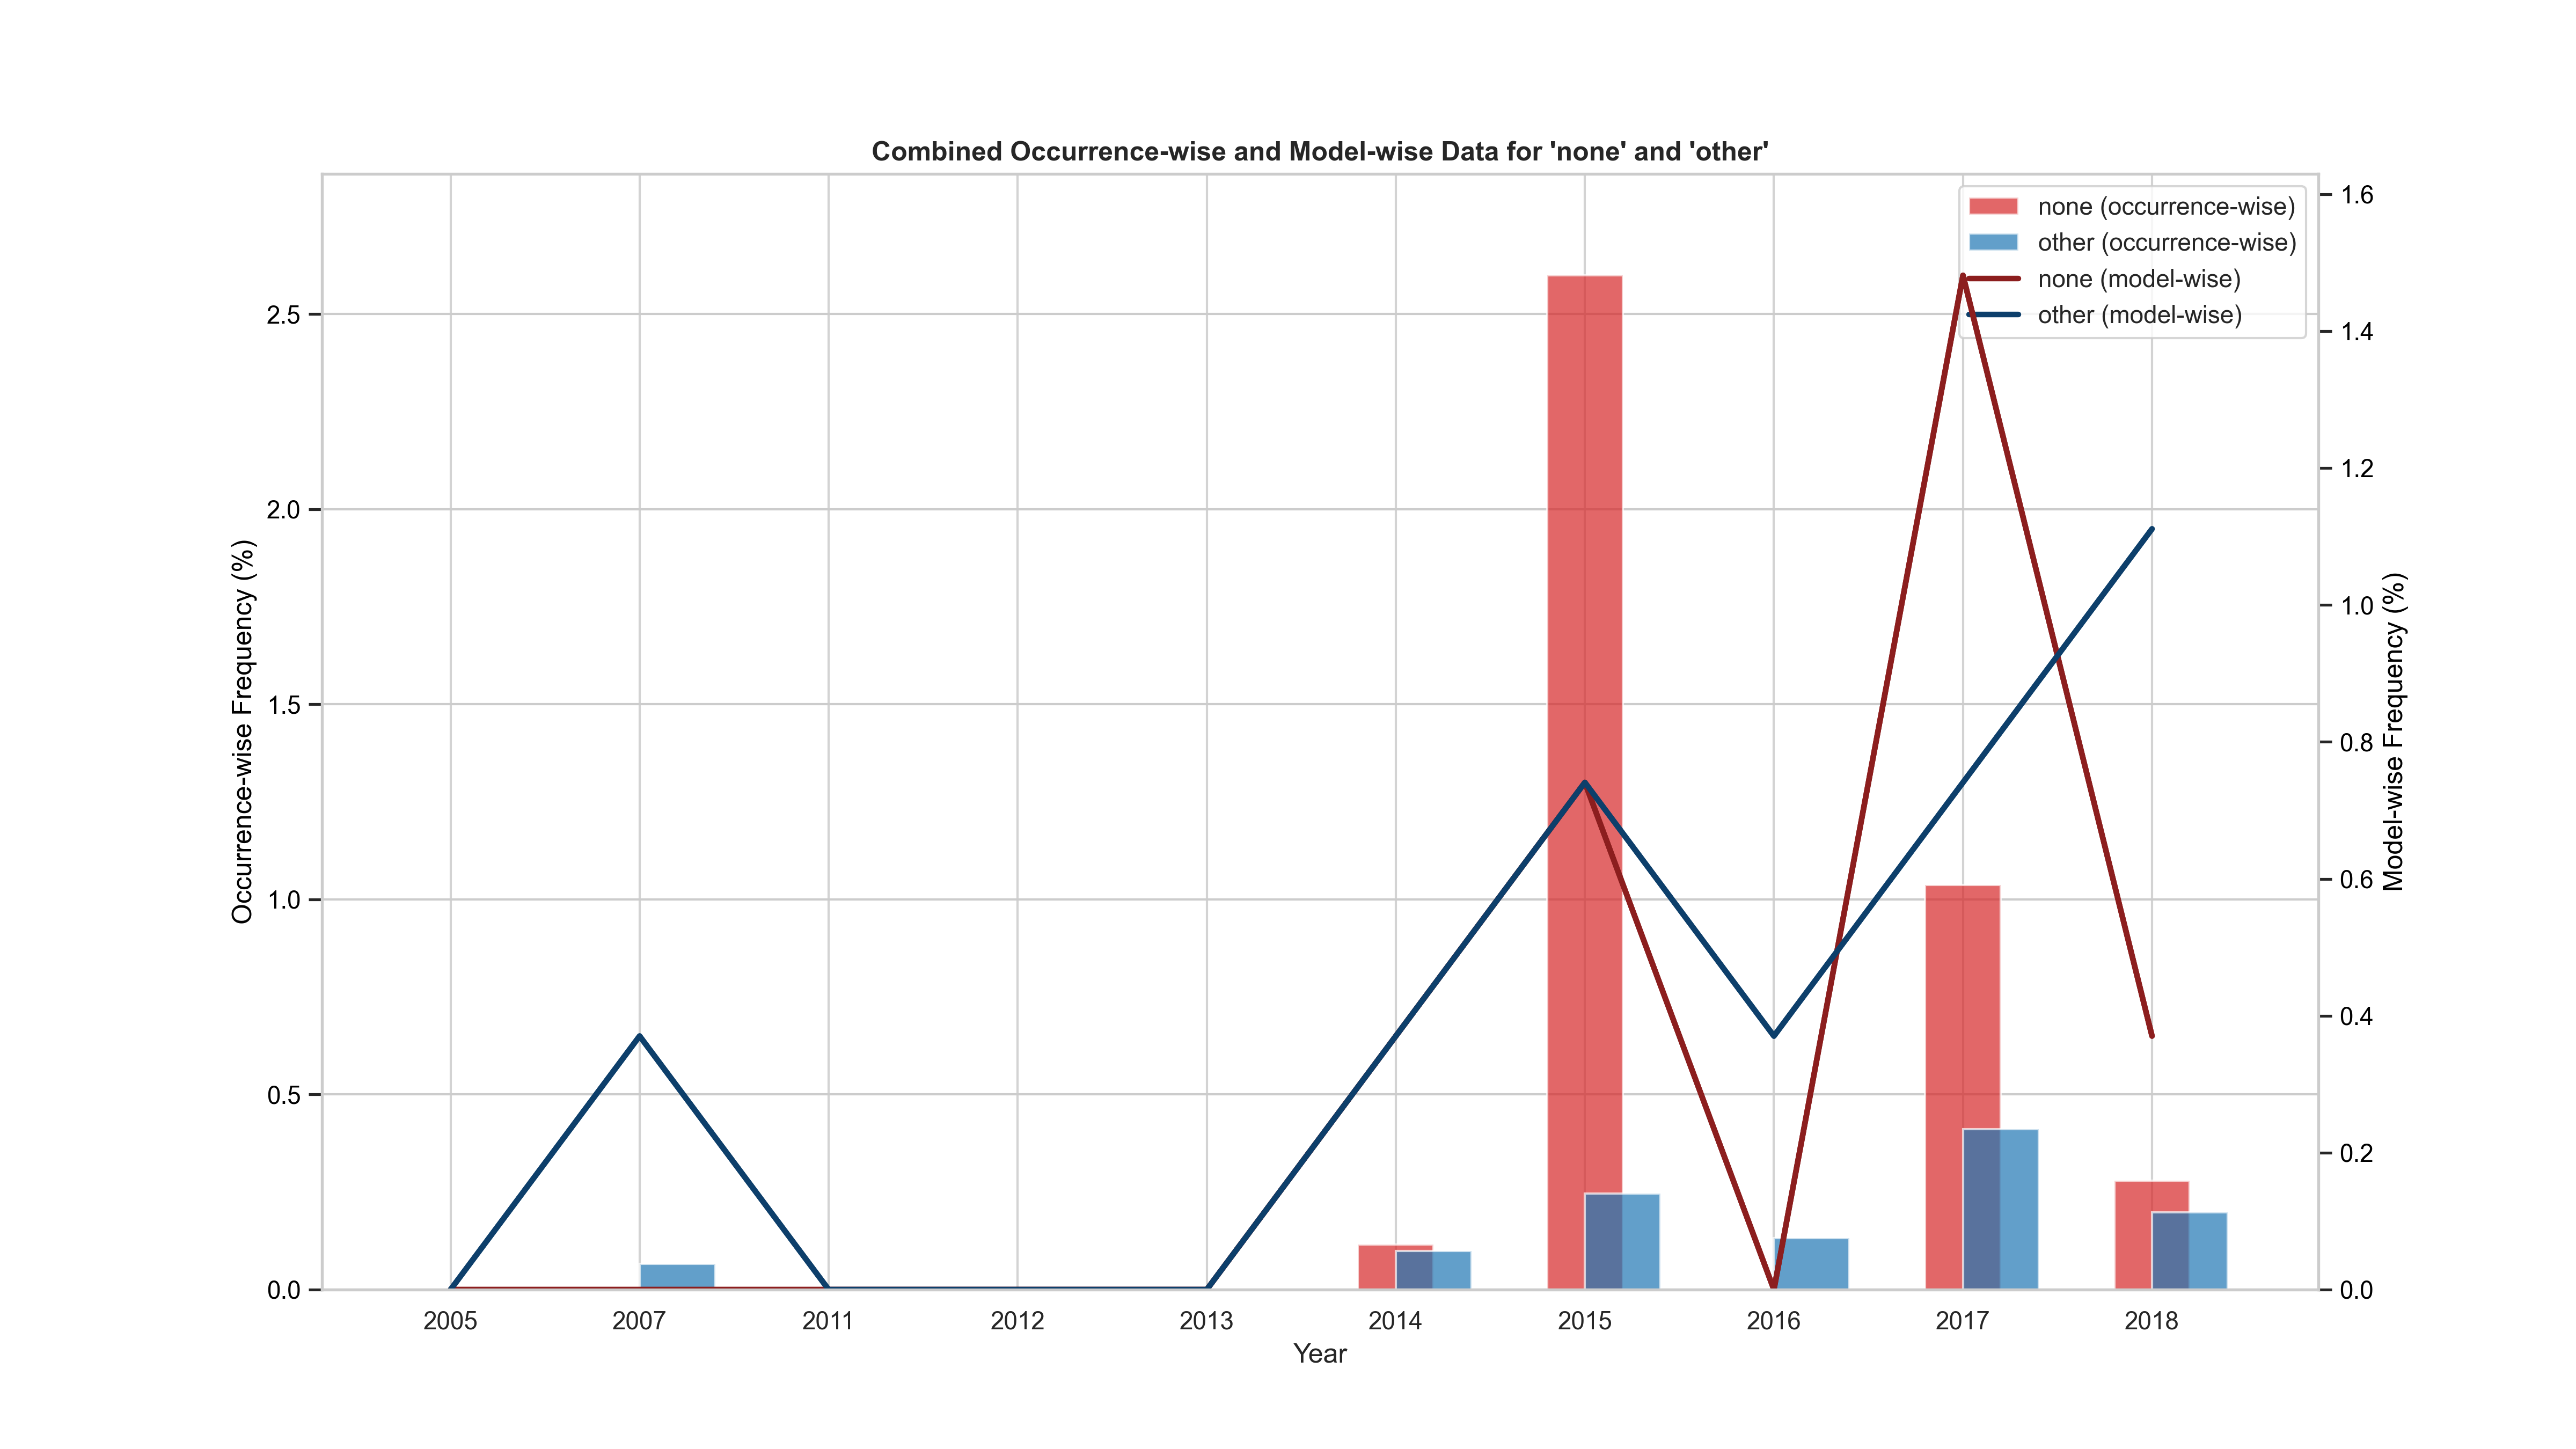 Combined Occurrence-wise and Model-wise Data for 'none' and 'other'
none (occurrence-wise)
other (occurrence-wise)
none (model-wise)
other (model-wise)
Occurrence-wise Frequency (%)
2.5
2.0
1.5
1.0
0.5
0.0
1.6
1.4
1.2
1.0
0.8
0.6
0.4
0.2
0.0
Model-wise Frequency (%)
2005 2007 2011 2012 2013 2014 2015 2016 2017 2018
Year